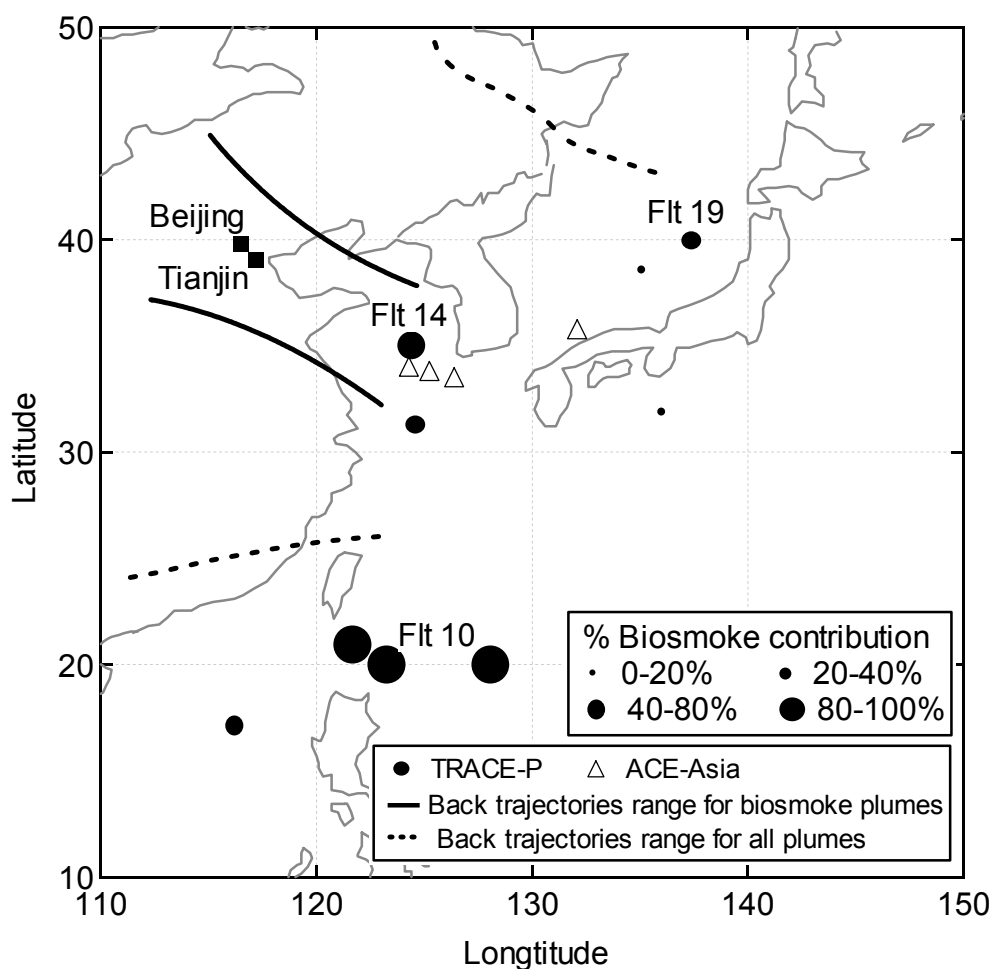 50
Flt 19
Beijing
40
Tianjin
Flt 14
Latitude
30
Flt 10
% Biosmoke contribution
0-20% 20-40%
40-80% 80-100%
20
TRACE-P ACE-Asia
Back trajectories range for biosmoke plumes
Back trajectories range for all plumes
10
110 120 130 140 150
Longtitude